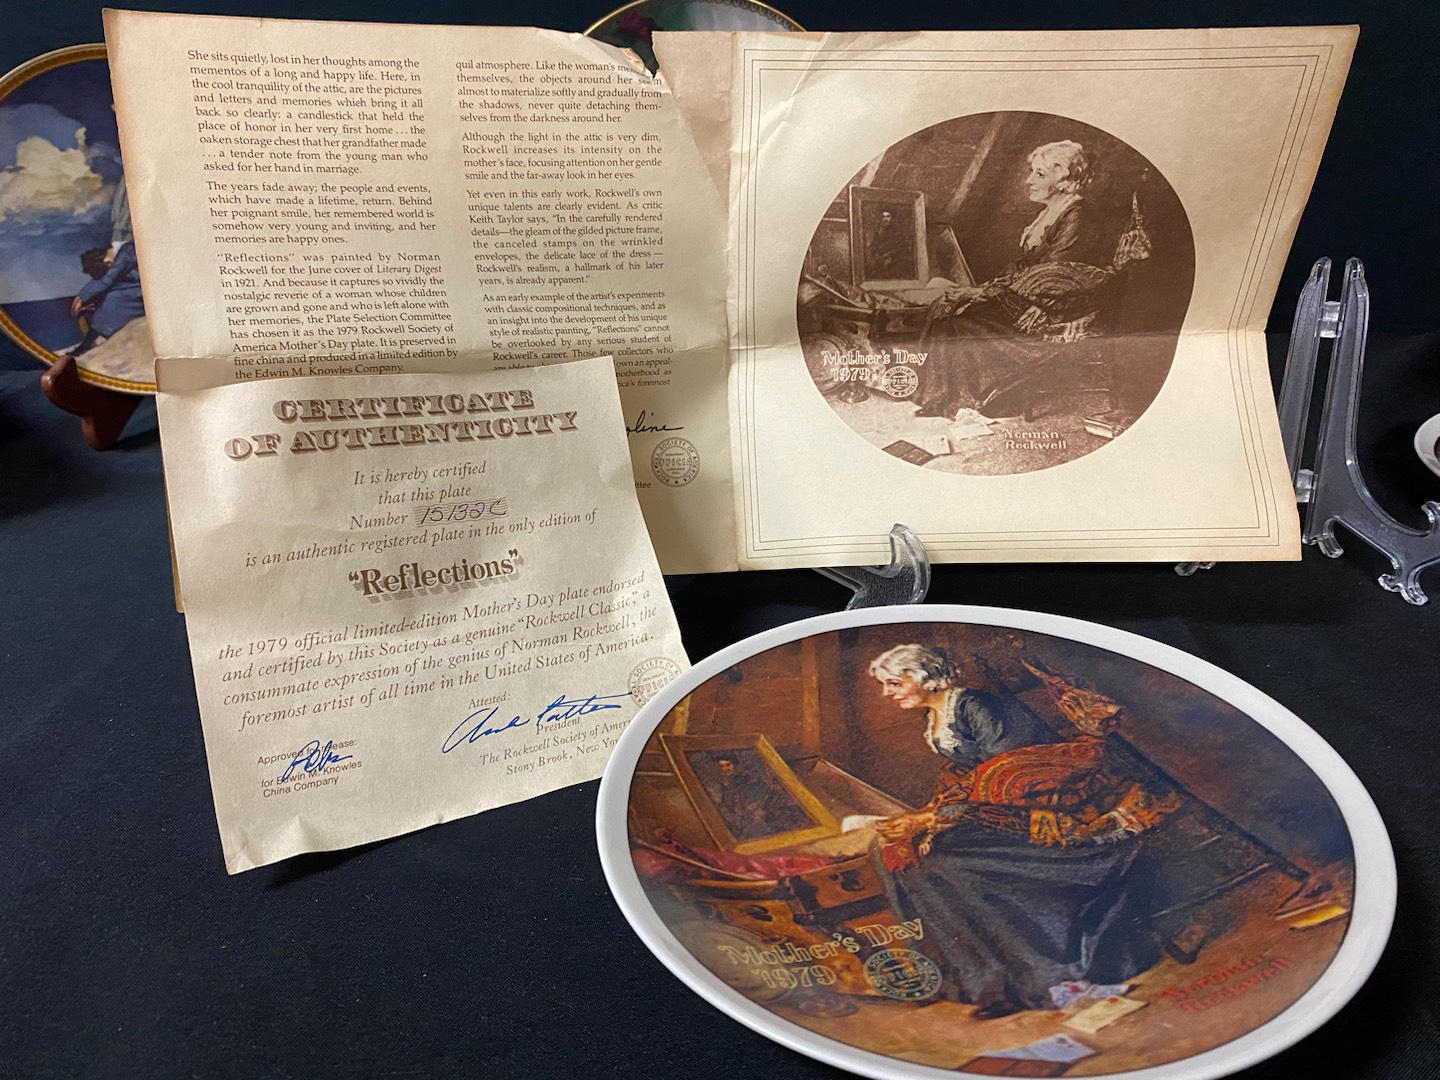 She sits quietly, lost in her thoughts among the
mementos of a long and happy life. Here, in
the cool tranquility of the attic, are the pictures
and letters and memories which bring it all
back so clearly: a candlestick that held the
place of honor in her very first home . . . the
oaken storage chest that her grandfather made
. . . a tender note from the young man who
asked for her hand in marriage.
The years fade away; the people and events,
which have made a lifetime, return. Behind
her poignant smile, her remembered world is
somehow very young and inviting, and her
memories are happy ones.
"Reflections" was painted by Norman
Rockwell for the June cover of Literary Digest
in 1921. And because it captures so vividly the
nostalgic reverie of a woman whose children
are grown and gone and who is left alone with
her memories, the Plate Selection Committee
has chosen it as the 1979 Rockwell Society of
America Mother's Day plate. It is preserved in
fine china and produced in a limited edition by
the Edwin M. Knowles Company.
quil atmosphere. Like the woman's
themselves, the objects around her seem
almost to materialize softly and gradually from
the shadows, never quite detaching them-
selves from the darkness around her.
Although the light in the attic is very dim,
Rockwell increases its intensity on the
mother's face, focusing attention on her gentle
smile and the far-away look in her eyes.
Yet even in this early work, Rockwell's own
unique talents are clearly evident. As critic
Keith Taylor says, "In the carefully rendered
details—the gleam of the gilded picture frame,
the canceled stamps on the wrinkled
envelopes, the delicate lace of the dress—
Rockwell's realism, a hallmark of his later
years, is already apparent."
As an early example of the artist's experiments
with classic compositional techniques, and as
an insight into the development of his unique
style of realistic painting, "Reflections" cannot
be overlooked by any serious student of
Rockwell's career. Those few collectors who
own an appeal-
motherhood as
foremost
Mother's Day
1979
Norman
Rockwell
CERTIFICATE
OF AUTHENTICITY
It is hereby certified
that this plate
Number 15132C
is an authentic registered plate in the only edition of
"Reflections"
the 1979 official limited-edition Mother's Day plate endorsed
and certified by this Society as a genuine "Rockwell Classic," a
consummate expression of the genius of Norman Rockwell, the
foremost artist of all time in the United States of America.
Attested:
President
The Rockwell Society of Amer
Stony Brook, New Yo
Approved for release:
for Edwin M. Knowles
China Company
OFFICIAL
Mother's Day
1979
Norman
Rockwell